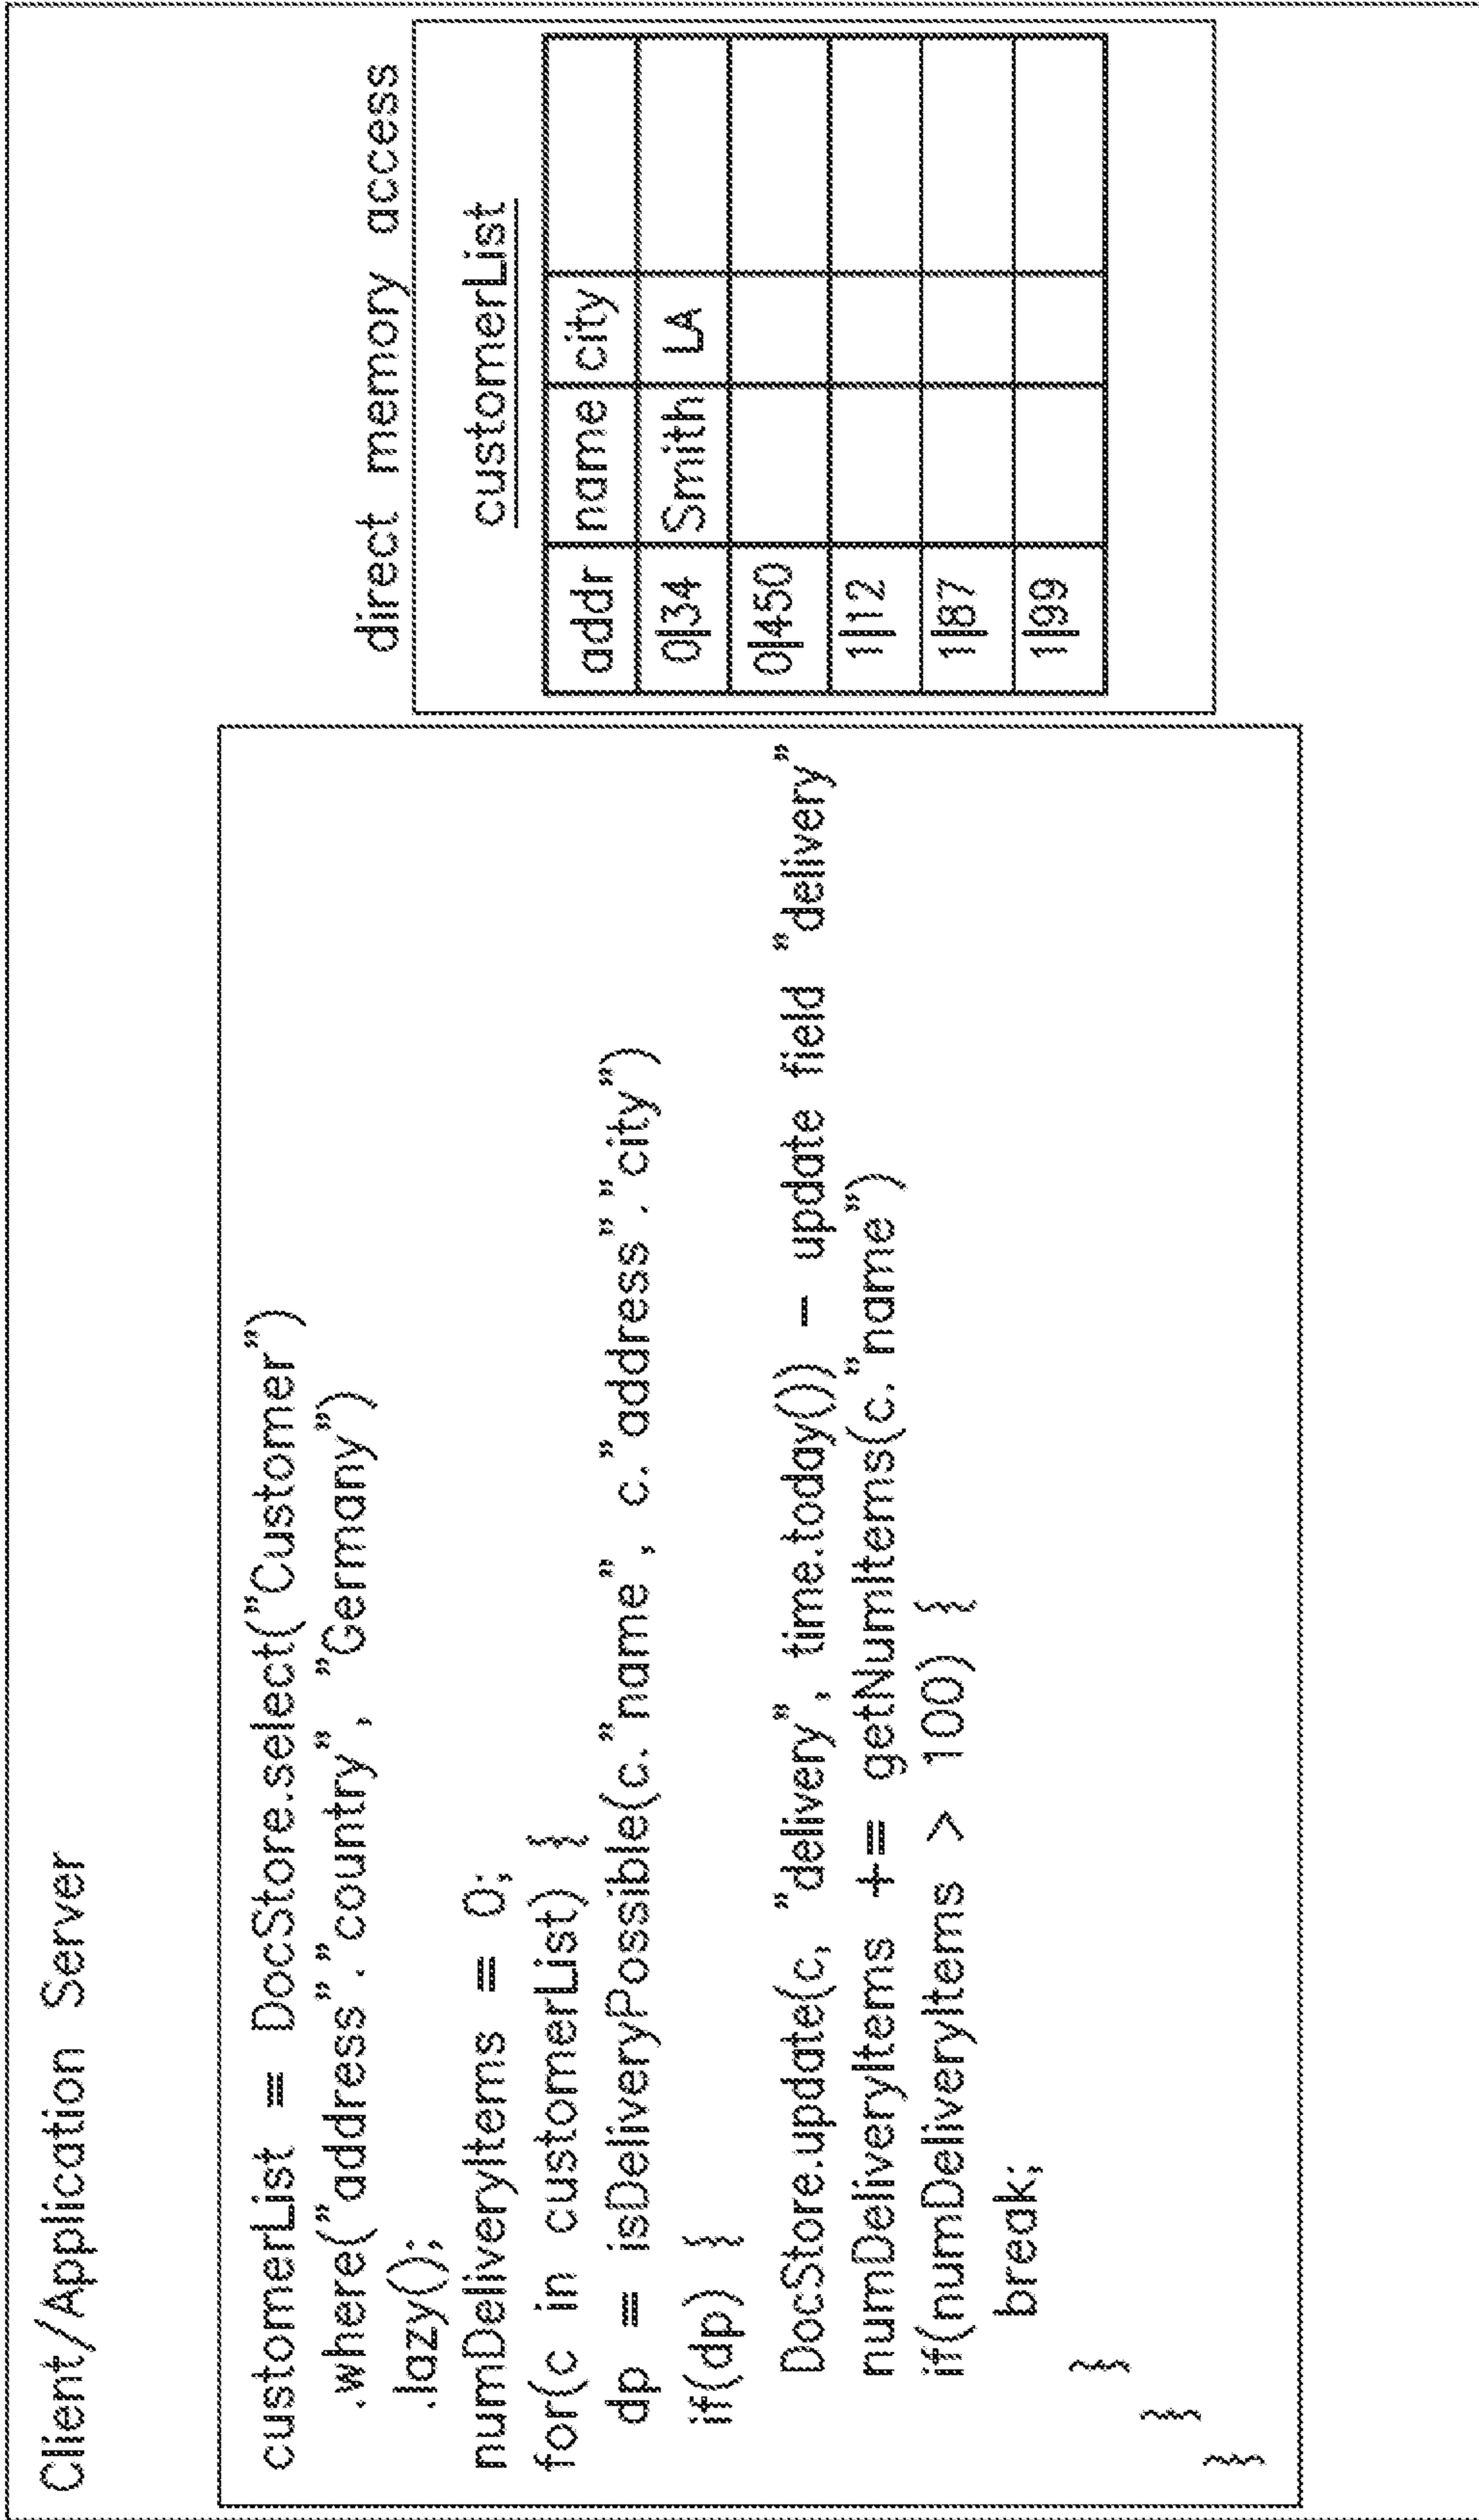 Client/Application Server
customerList = DocStore.select("Customer")
.where("address"."country", "Germany")
.lazy();
numDeliveryItems = 0;
for(c in customerList) {
dp = isDeliveryPossible(c."name", c."address"."city")
if(dp) {
DocStore.update(c, "delivery", time.today()) – update field "delivery"
numDeliveryItems += getNumItems(c."name")
if(numDeliveryItems > 100) {
break;
}
}
}
direct memory access
customerList
addr name city
0|34 Smith LA
0|450
1|12
1|87
1|99